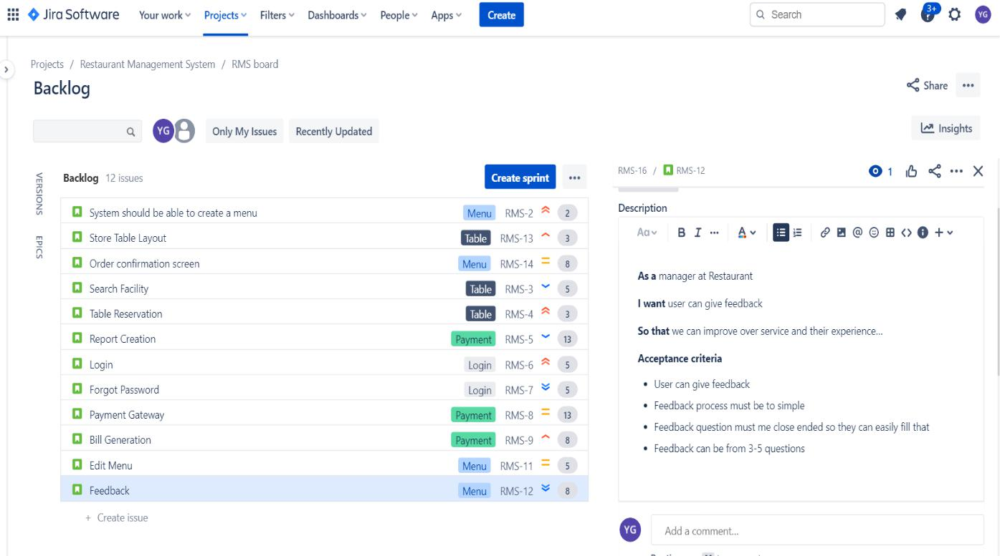 Jira Software Your work Projects Filters Dashboards People Apps Create Search 3+ YG
Projects / Restaurant Management System / RMS board
Backlog
Share
YG Only My Issues Recently Updated
Insights
VERSIONS
EPICS
Backlog 12 issues Create sprint
System should be able to create a menu Menu RMS-2 2
Store Table Layout Table RMS-13 3
Order confirmation screen Menu RMS-14 8
Search Facility Table RMS-3 5
Table Reservation Table RMS-4 3
Report Creation Payment RMS-5 13
Login Login RMS-6 5
Forgot Password Login RMS-7 5
Payment Gateway Payment RMS-8 13
Bill Generation Payment RMS-9 8
Edit Menu Menu RMS-11 5
Feedback Menu RMS-12 8
+ Create issue
RMS-16 / RMS-12 1
Description
Aa B I A
As a manager at Restaurant
I want user can give feedback
So that we can improve over service and their experience...
Acceptance criteria
• User can give feedback
• Feedback process must be to simple
• Feedback question must me close ended so they can easily fill that
• Feedback can be from 3-5 questions
YG Add a comment...